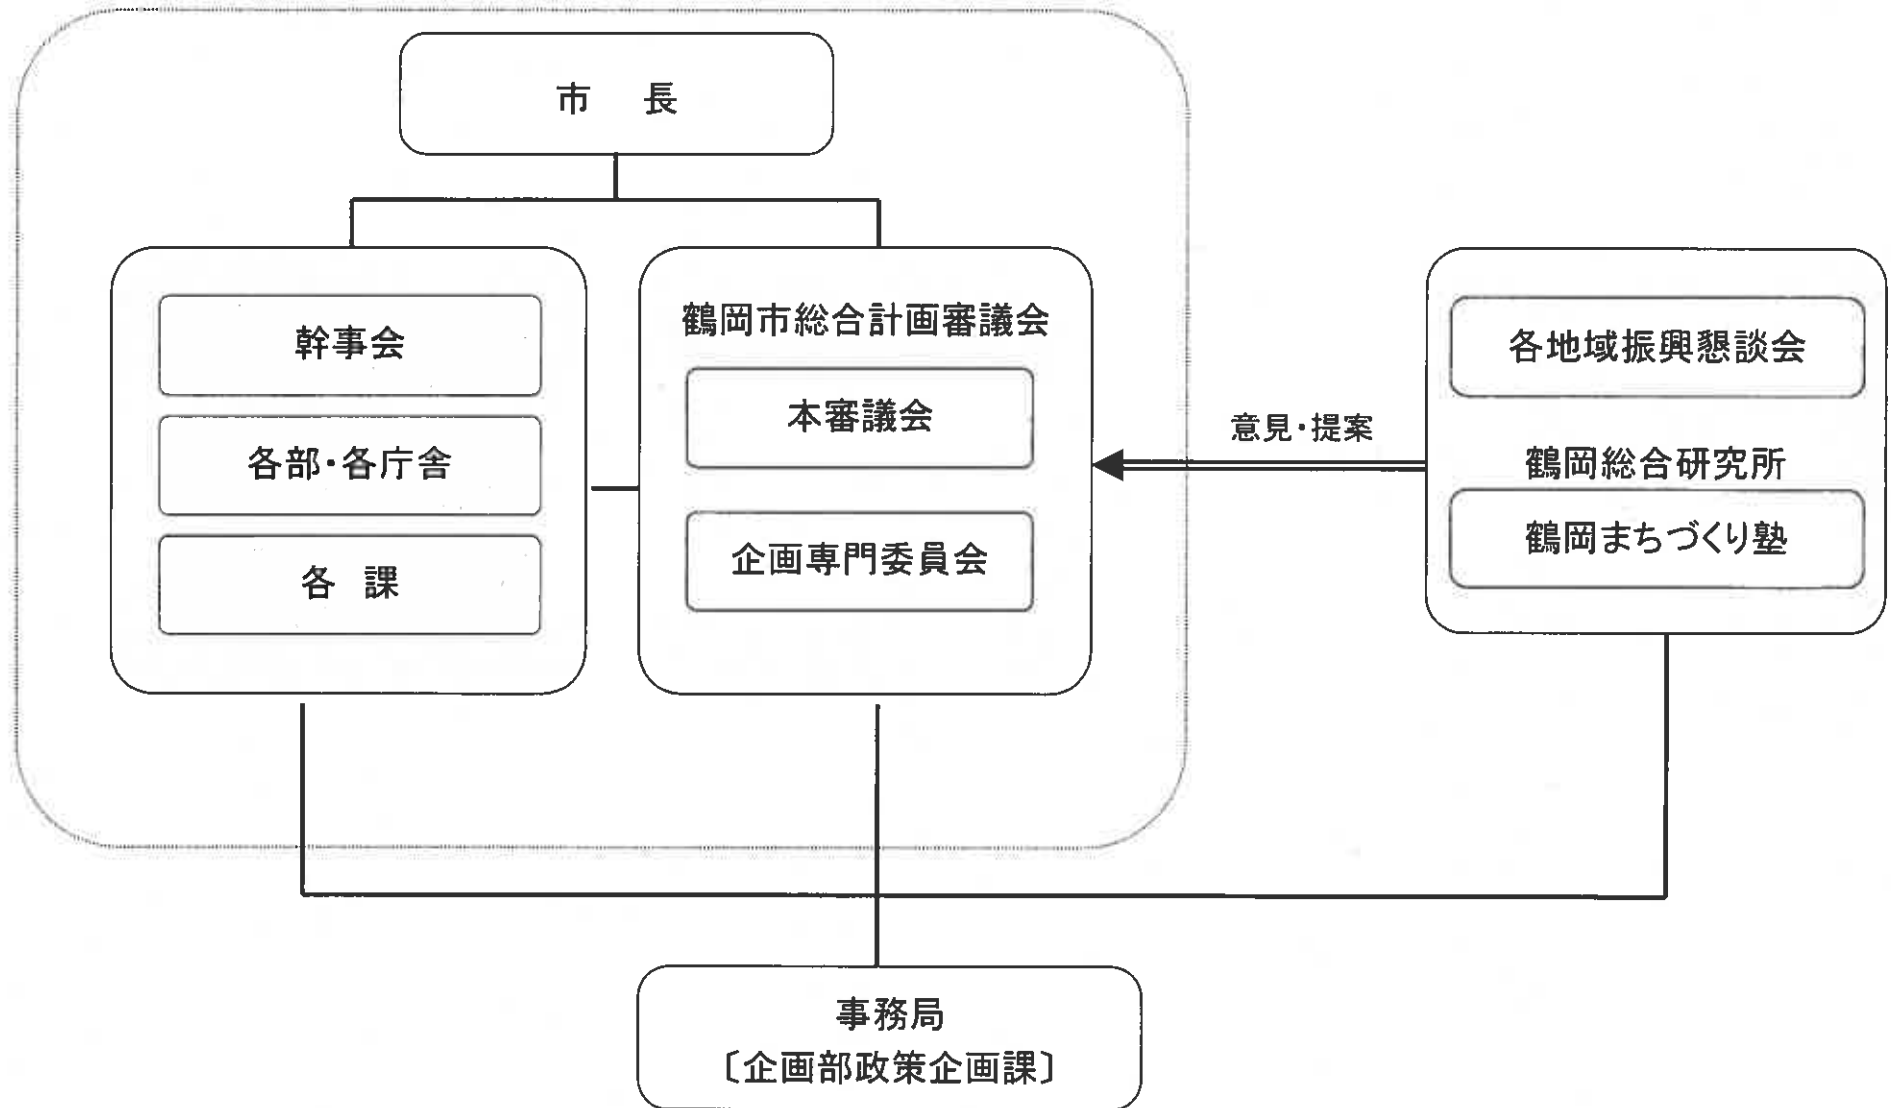 市 長
幹事会
各部・各庁舎
各 課
鶴岡市総合計画審議会
本審議会
企画専門委員会
意見・提案
各地域振興懇談会
鶴岡総合研究所
鶴岡まちづくり塾
事務局
〔企画部政策企画課〕